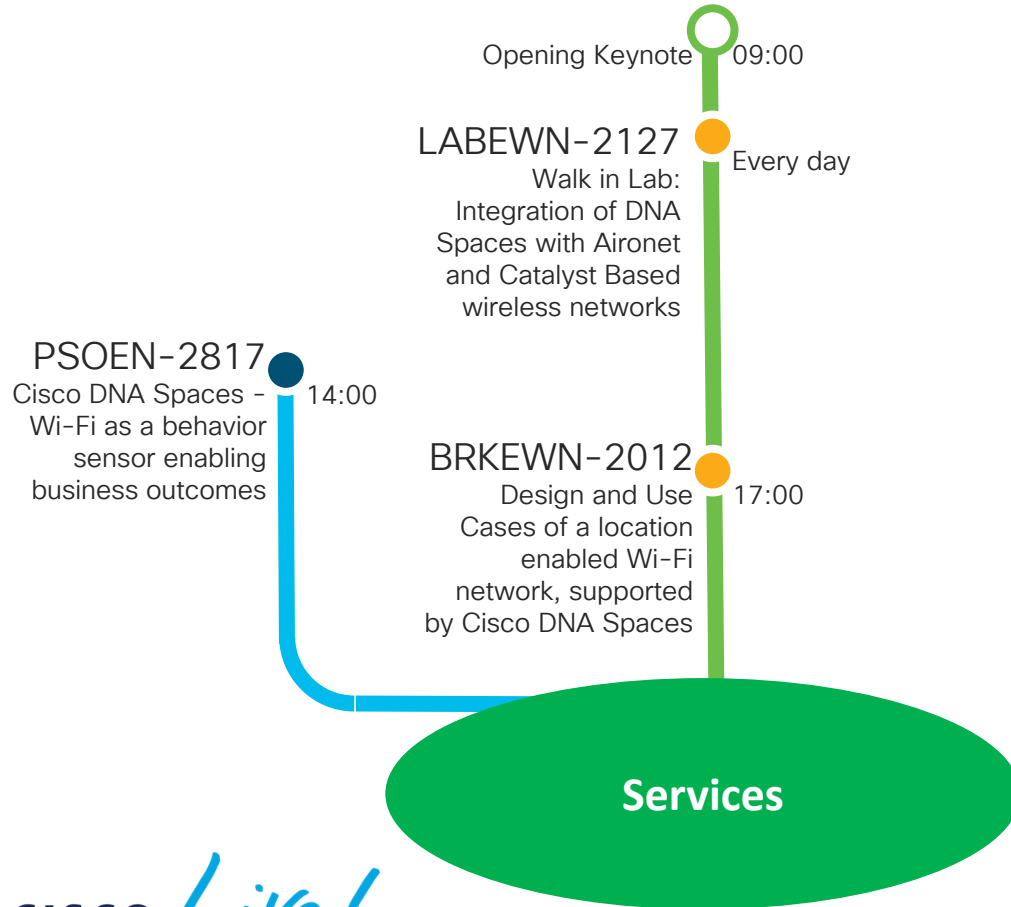 Opening Keynote
09:00
LABEWN-2127
Every day
Walk in Lab:
Integration of DNA
Spaces with Aironet
and Catalyst Based
wireless networks
PSOEN-2817
14:00
Cisco DNA Spaces -
Wi-Fi as a behavior
sensor enabling
business outcomes
BRKEWN-2012
17:00
Design and Use
Cases of a location
enabled Wi-Fi
network, supported
by Cisco DNA Spaces
Services